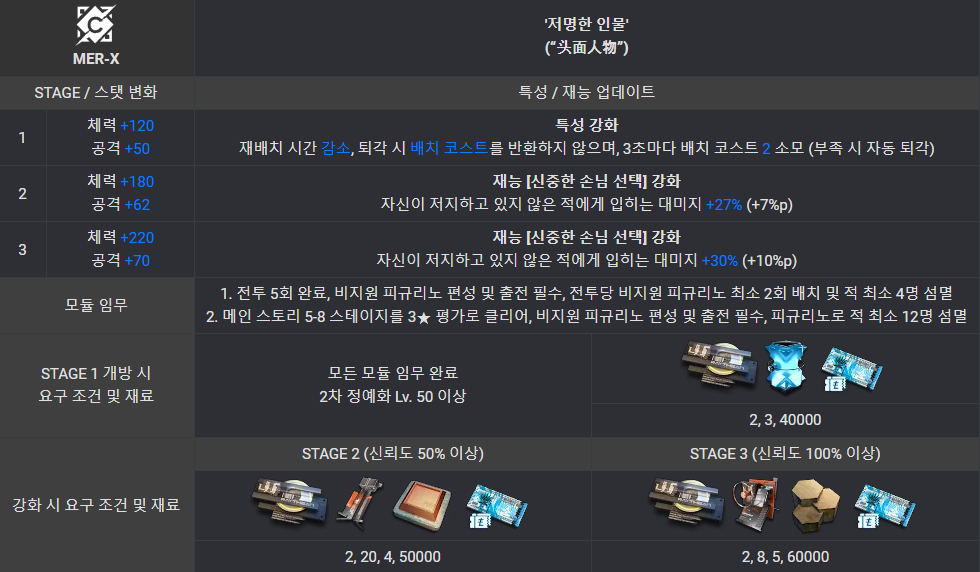 MER-X
'저명한 인물'
(“头面人物”)
STAGE / 스탯 변화
특성 / 재능 업데이트
1
체력 +120
공격 +50
특성 강화
재배치 시간 감소, 퇴각 시 배치 코스트를 반환하지 않으며, 3초마다 배치 코스트 2 소모 (부족 시 자동 퇴각)
2
체력 +180
공격 +62
재능 [신중한 손님 선택] 강화
자신이 저지하고 있지 않은 적에게 입히는 대미지 +27% (+7%p)
3
체력 +220
공격 +70
재능 [신중한 손님 선택] 강화
자신이 저지하고 있지 않은 적에게 입히는 대미지 +30% (+10%p)
모듈 임무
1. 전투 5회 완료, 비지원 피규리노 편성 및 출전 필수, 전투당 비지원 피규리노 최소 2회 배치 및 적 최소 4명 섬멸
2. 메인 스토리 5-8 스테이지를 3★ 평가로 클리어, 비지원 피규리노 편성 및 출전 필수, 피규리노로 적 최소 12명 섬멸
STAGE 1 개방 시
요구 조건 및 재료
모든 모듈 임무 완료
2차 정예화 Lv. 50 이상
2, 3, 40000
강화 시 요구 조건 및 재료
STAGE 2 (신뢰도 50% 이상)
2, 20, 4, 50000
STAGE 3 (신뢰도 100% 이상)
2, 8, 5, 60000